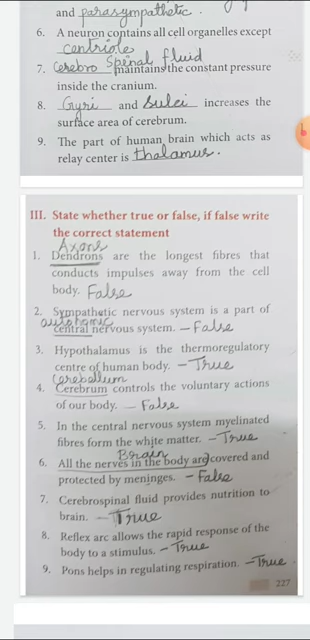 and parasympathetic.
6. A neuron contains all cell organelles except
centriole
7. Cerebro Spinal fluid maintains the constant pressure
inside the cranium.
8. Gyri and Sulci increases the
surface area of cerebrum.
9. The part of human brain which acts as
relay center is thalamus.
III. State whether true or false, if false write
the correct statement
Axons
1. Dendrons are the longest fibres that
conducts impulses away from the cell
body. False
2. Sympathetic nervous system is a part of
autonomic
central nervous system. - False
3. Hypothalamus is the thermoregulatory
centre of human body. - True
Cerebellum
4. Cerebrum controls the voluntary actions
of our body. - False
5. In the central nervous system myelinated
fibres form the white matter. - True
Brain
6. All the nerves in the body are covered and
protected by meninges. - False
7. Cerebrospinal fluid provides nutrition to
brain. - True
8. Reflex arc allows the rapid response of the
body to a stimulus. - True
9. Pons helps in regulating respiration. - True
227